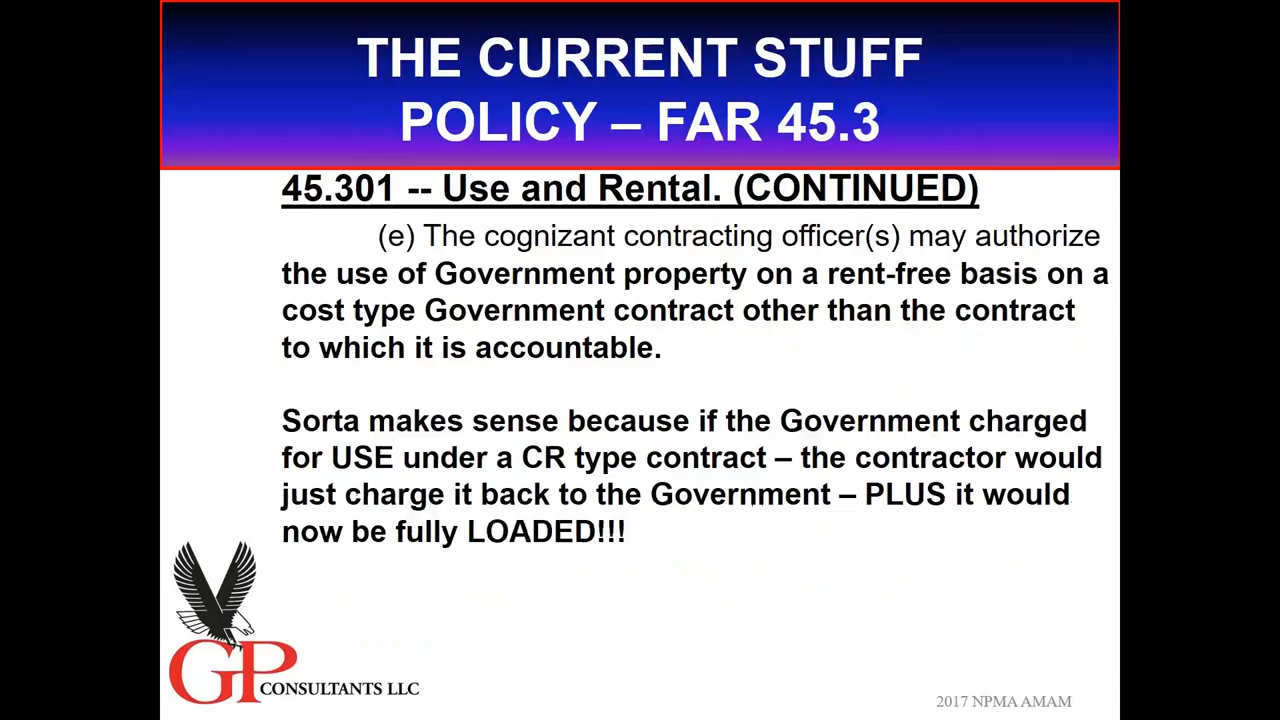 THE CURRENT STUFF
POLICY – FAR 45.3
45.301 -- Use and Rental. (CONTINUED)
(e) The cognizant contracting officer(s) may authorize
the use of Government property on a rent-free basis on a
cost type Government contract other than the contract
to which it is accountable.
Sorta makes sense because if the Government charged
for USE under a CR type contract – the contractor would
just charge it back to the Government – PLUS it would
now be fully LOADED!!!
GP CONSULTANTS LLC
2017 NPMA AMAM